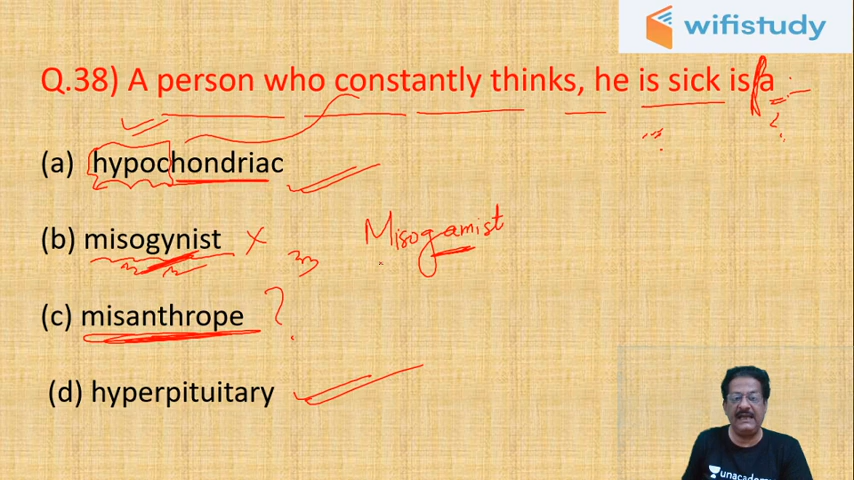 wifistudy
Q.38) A person who constantly thinks, he is sick is a
(a) hypochondriac
(b) misogynist
Misogamist
(c) misanthrope
(d) hyperpituitary
unacademy